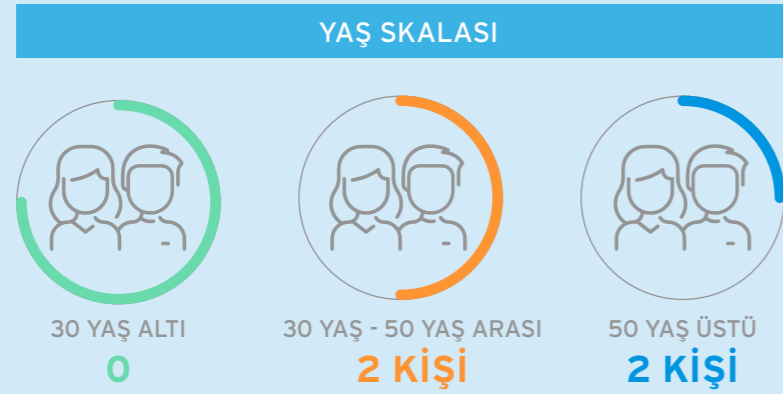 YAŞ SKALASI
30 YAŞ ALTI
0
30 YAŞ - 50 YAŞ ARASI
2 KİŞİ
50 YAŞ ÜSTÜ
2 KİŞİ